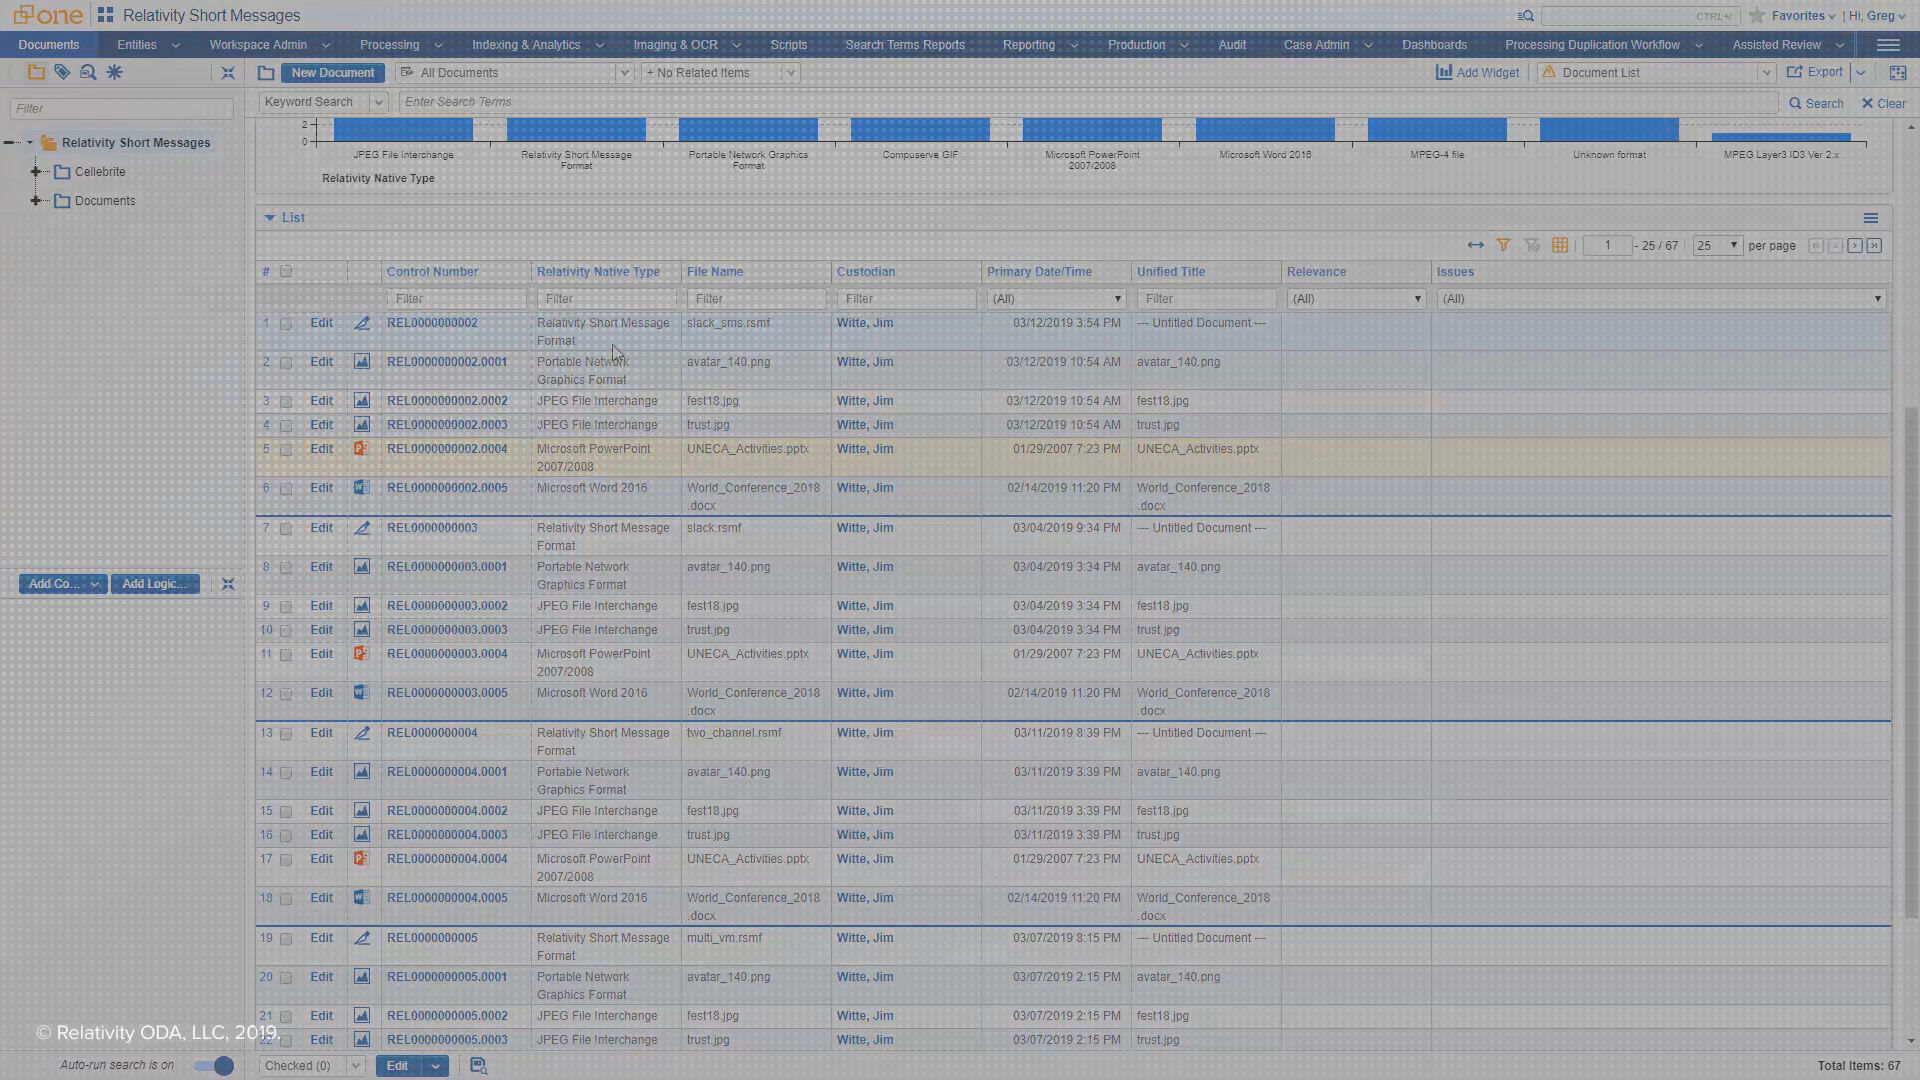 one Relativity Short Messages CTRL+/ Favorites | Hi, Greg
Documents Entities Workspace Admin Processing Indexing & Analytics Imaging & OCR Scripts Search Terms Reports Reporting Production Audit Case Admin Dashboards Processing Duplication Workflow Assisted Review
New Document All Documents + No Related Items Add Widget Document List Export
Filter Keyword Search Enter Search Terms Search Clear
Relativity Short Messages
Cellebrite
Documents
2
0
JPEG File Interchange Relativity Short Message Format Portable Network Graphics Format Compuserve GIF Microsoft PowerPoint 2007/2008 Microsoft Word 2016 MPEG-4 file Unknown format MPEG Layer3 ID3 Ver 2.x
Relativity Native Type
List
1 - 25 / 67 25 per page
# Control Number Relativity Native Type File Name Custodian Primary Date/Time Unified Title Relevance Issues
Filter Filter Filter Filter (All) Filter (All) (All)
1 Edit REL0000000002 Relativity Short Message Format slack_sms.rsmf Witte, Jim 03/12/2019 3:54 PM --- Untitled Document ---
2 Edit REL0000000002.0001 Portable Network Graphics Format avatar_140.png Witte, Jim 03/12/2019 10:54 AM avatar_140.png
3 Edit REL0000000002.0002 JPEG File Interchange fest18.jpg Witte, Jim 03/12/2019 10:54 AM fest18.jpg
4 Edit REL0000000002.0003 JPEG File Interchange trust.jpg Witte, Jim 03/12/2019 10:54 AM trust.jpg
5 Edit REL0000000002.0004 Microsoft PowerPoint 2007/2008 UNECA_Activities.pptx Witte, Jim 01/29/2007 7:23 PM UNECA_Activities.pptx
6 Edit REL0000000002.0005 Microsoft Word 2016 World_Conference_2018.docx Witte, Jim 02/14/2019 11:20 PM World_Conference_2018.docx
7 Edit REL0000000003 Relativity Short Message Format slack.rsmf Witte, Jim 03/04/2019 9:34 PM --- Untitled Document ---
8 Edit REL0000000003.0001 Portable Network Graphics Format avatar_140.png Witte, Jim 03/04/2019 3:34 PM avatar_140.png
9 Edit REL0000000003.0002 JPEG File Interchange fest18.jpg Witte, Jim 03/04/2019 3:34 PM fest18.jpg
10 Edit REL0000000003.0003 JPEG File Interchange trust.jpg Witte, Jim 03/04/2019 3:34 PM trust.jpg
11 Edit REL0000000003.0004 Microsoft PowerPoint 2007/2008 UNECA_Activities.pptx Witte, Jim 01/29/2007 7:23 PM UNECA_Activities.pptx
12 Edit REL0000000003.0005 Microsoft Word 2016 World_Conference_2018.docx Witte, Jim 02/14/2019 11:20 PM World_Conference_2018.docx
13 Edit REL0000000004 Relativity Short Message Format two_channel.rsmf Witte, Jim 03/11/2019 8:39 PM --- Untitled Document ---
14 Edit REL0000000004.0001 Portable Network Graphics Format avatar_140.png Witte, Jim 03/11/2019 3:39 PM avatar_140.png
15 Edit REL0000000004.0002 JPEG File Interchange fest18.jpg Witte, Jim 03/11/2019 3:39 PM fest18.jpg
16 Edit REL0000000004.0003 JPEG File Interchange trust.jpg Witte, Jim 03/11/2019 3:39 PM trust.jpg
17 Edit REL0000000004.0004 Microsoft PowerPoint 2007/2008 UNECA_Activities.pptx Witte, Jim 01/29/2007 7:23 PM UNECA_Activities.pptx
18 Edit REL0000000004.0005 Microsoft Word 2016 World_Conference_2018.docx Witte, Jim 02/14/2019 11:20 PM World_Conference_2018.docx
19 Edit REL0000000005 Relativity Short Message Format multi_vm.rsmf Witte, Jim 03/07/2019 8:15 PM --- Untitled Document ---
20 Edit REL0000000005.0001 Portable Network Graphics Format avatar_140.png Witte, Jim 03/07/2019 2:15 PM avatar_140.png
21 Edit REL0000000005.0002 JPEG File Interchange fest18.jpg Witte, Jim 03/07/2019 2:15 PM fest18.jpg
22 Edit REL0000000005.0003 JPEG File Interchange trust.jpg Witte, Jim 03/07/2019 2:15 PM trust.jpg
Add Co... Add Logic...
© Relativity ODA, LLC, 2019.
Auto-run search is on Checked (0) Edit Total Items: 67